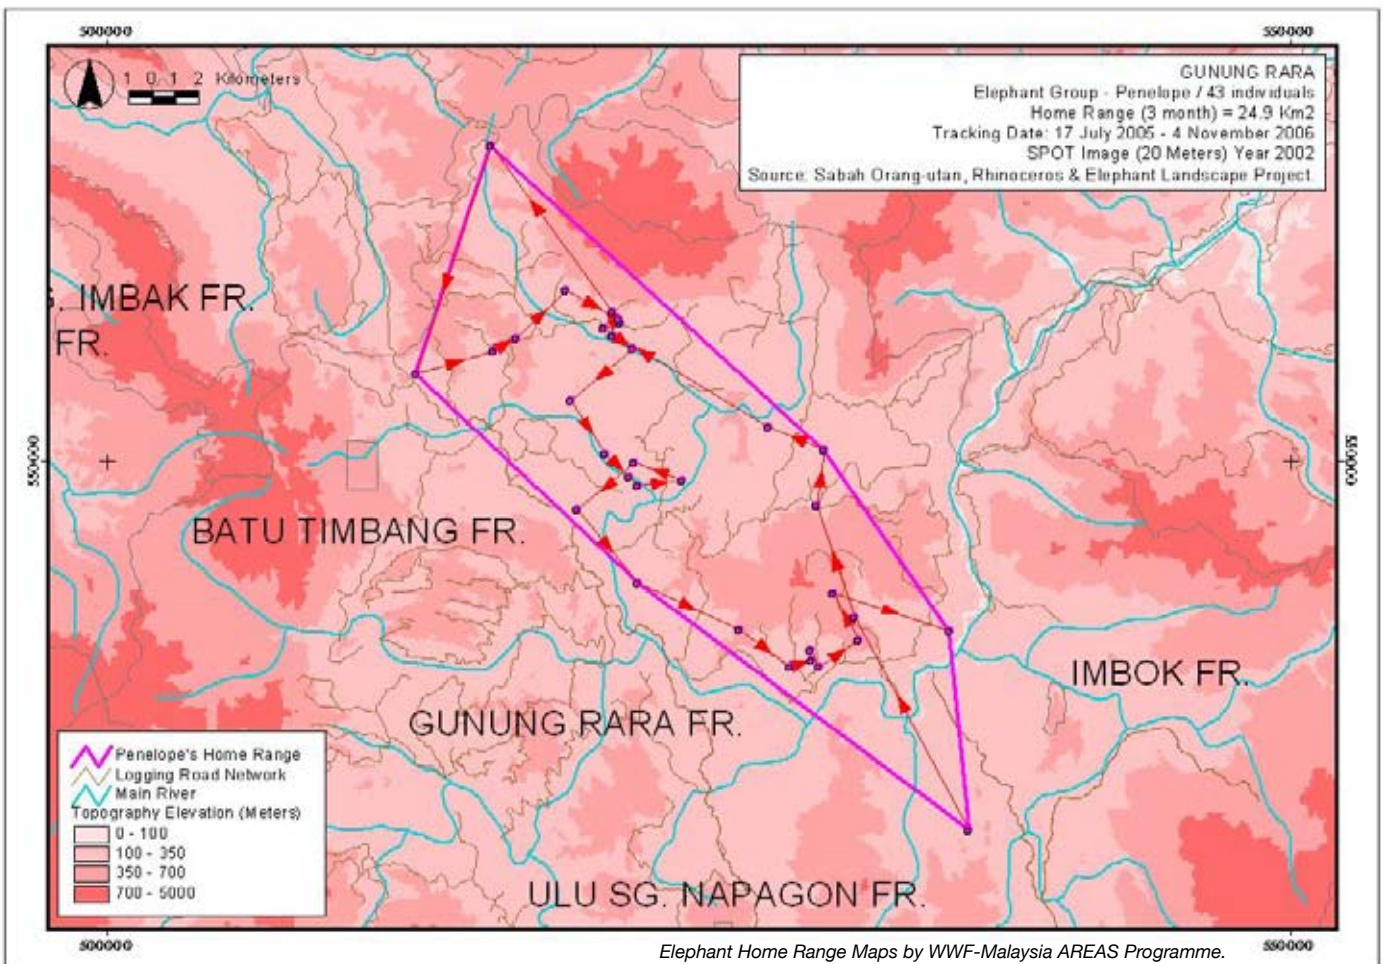 500000 550000
1 0 1 2 Kilometers
GUNUNG RARA
Elephant Group - Penelope / 43 individuals
Home Range (3 month) = 24.9 Km2
Tracking Date: 17 July 2005 - 4 November 2006
SPOT Image (20 Meters) Year 2002
Source: Sabah Orang-utan, Rhinoceros & Elephant Landscape Project.
. IMBAK FR.
FR.
550000
550000
BATU TIMBANG FR.
IMBOK FR.
GUNUNG RARA FR.
Penelope's Home Range
Logging Road Network
Main River
Topography Elevation (Meters)
0 - 100
100 - 350
350 - 700
700 - 5000
ULU SG. NAPAGON FR.
500000 550000
Elephant Home Range Maps by WWF-Malaysia AREAS Programme.